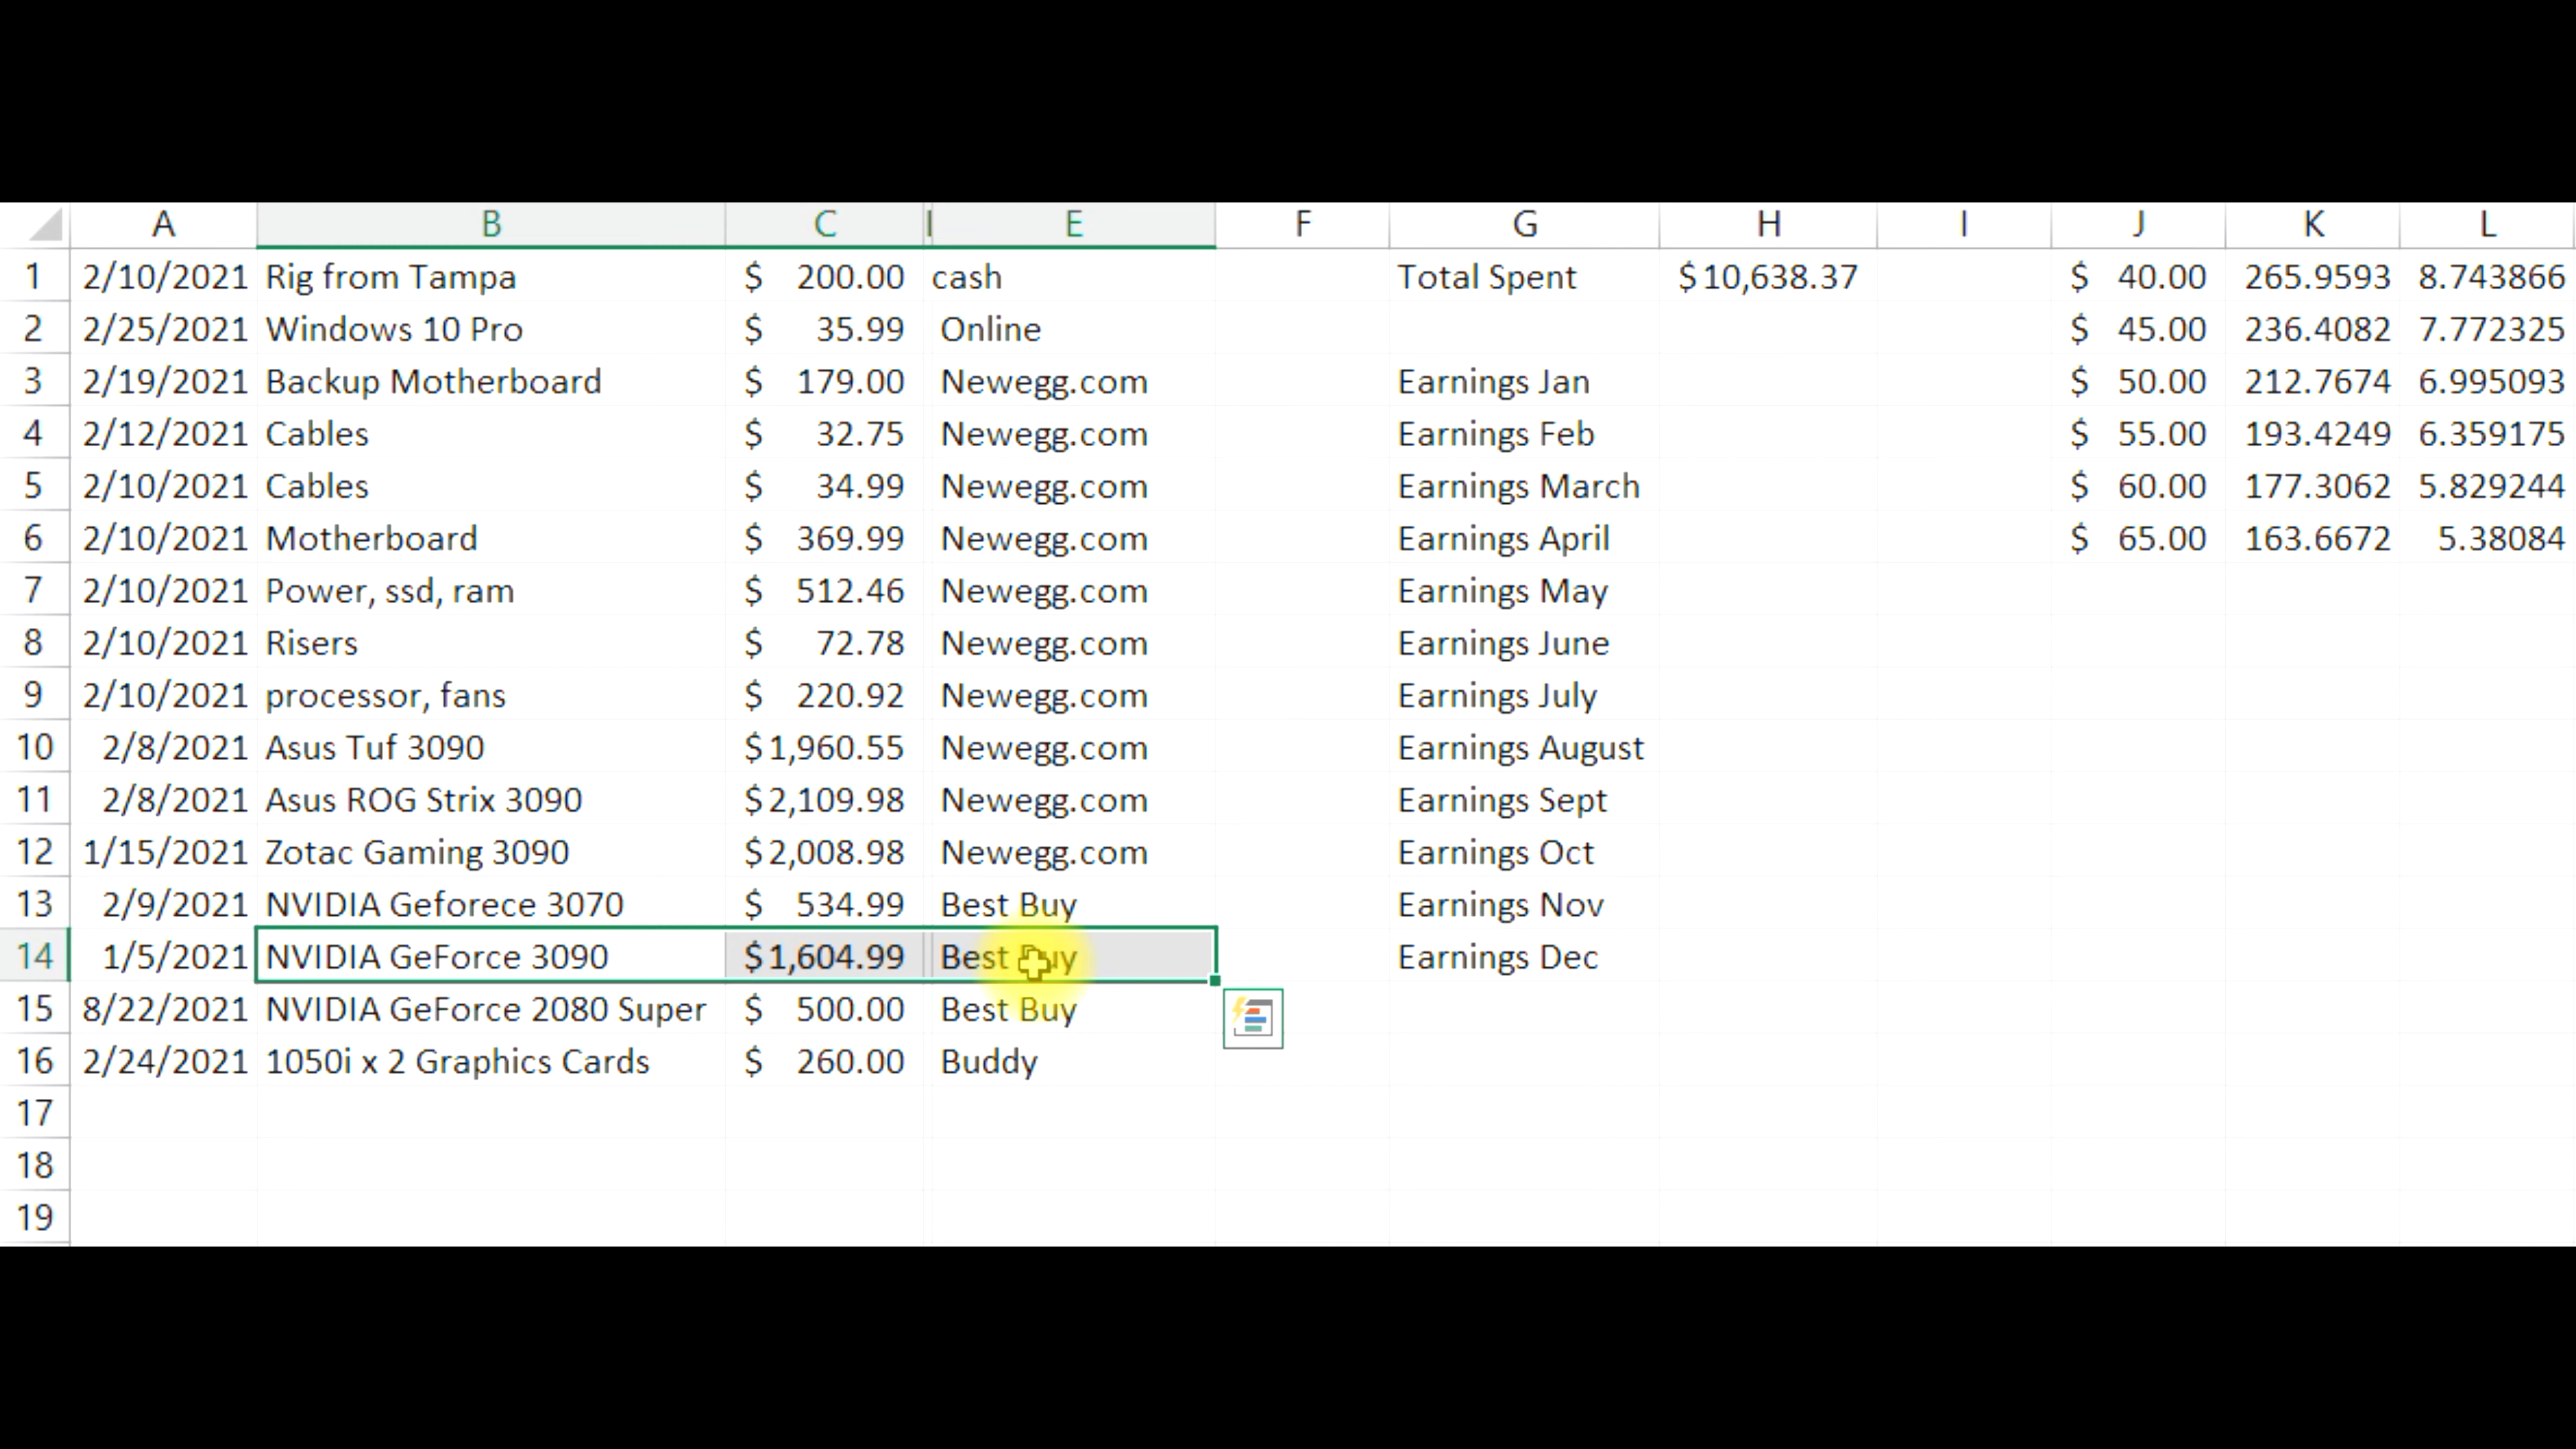 A B C E F G H I J K L
1 2/10/2021 Rig from Tampa $ 200.00 cash Total Spent $10,638.37 $ 40.00 265.9593 8.743866
2 2/25/2021 Windows 10 Pro $ 35.99 Online $ 45.00 236.4082 7.772325
3 2/19/2021 Backup Motherboard $ 179.00 Newegg.com Earnings Jan $ 50.00 212.7674 6.995093
4 2/12/2021 Cables $ 32.75 Newegg.com Earnings Feb $ 55.00 193.4249 6.359175
5 2/10/2021 Cables $ 34.99 Newegg.com Earnings March $ 60.00 177.3062 5.829244
6 2/10/2021 Motherboard $ 369.99 Newegg.com Earnings April $ 65.00 163.6672 5.38084
7 2/10/2021 Power, ssd, ram $ 512.46 Newegg.com Earnings May
8 2/10/2021 Risers $ 72.78 Newegg.com Earnings June
9 2/10/2021 processor, fans $ 220.92 Newegg.com Earnings July
10 2/8/2021 Asus Tuf 3090 $1,960.55 Newegg.com Earnings August
11 2/8/2021 Asus ROG Strix 3090 $2,109.98 Newegg.com Earnings Sept
12 1/15/2021 Zotac Gaming 3090 $2,008.98 Newegg.com Earnings Oct
13 2/9/2021 NVIDIA Geforece 3070 $ 534.99 Best Buy Earnings Nov
14 1/5/2021 NVIDIA GeForce 3090 $1,604.99 Best Buy Earnings Dec
15 8/22/2021 NVIDIA GeForce 2080 Super $ 500.00 Best Buy
16 2/24/2021 1050i x 2 Graphics Cards $ 260.00 Buddy
17
18
19